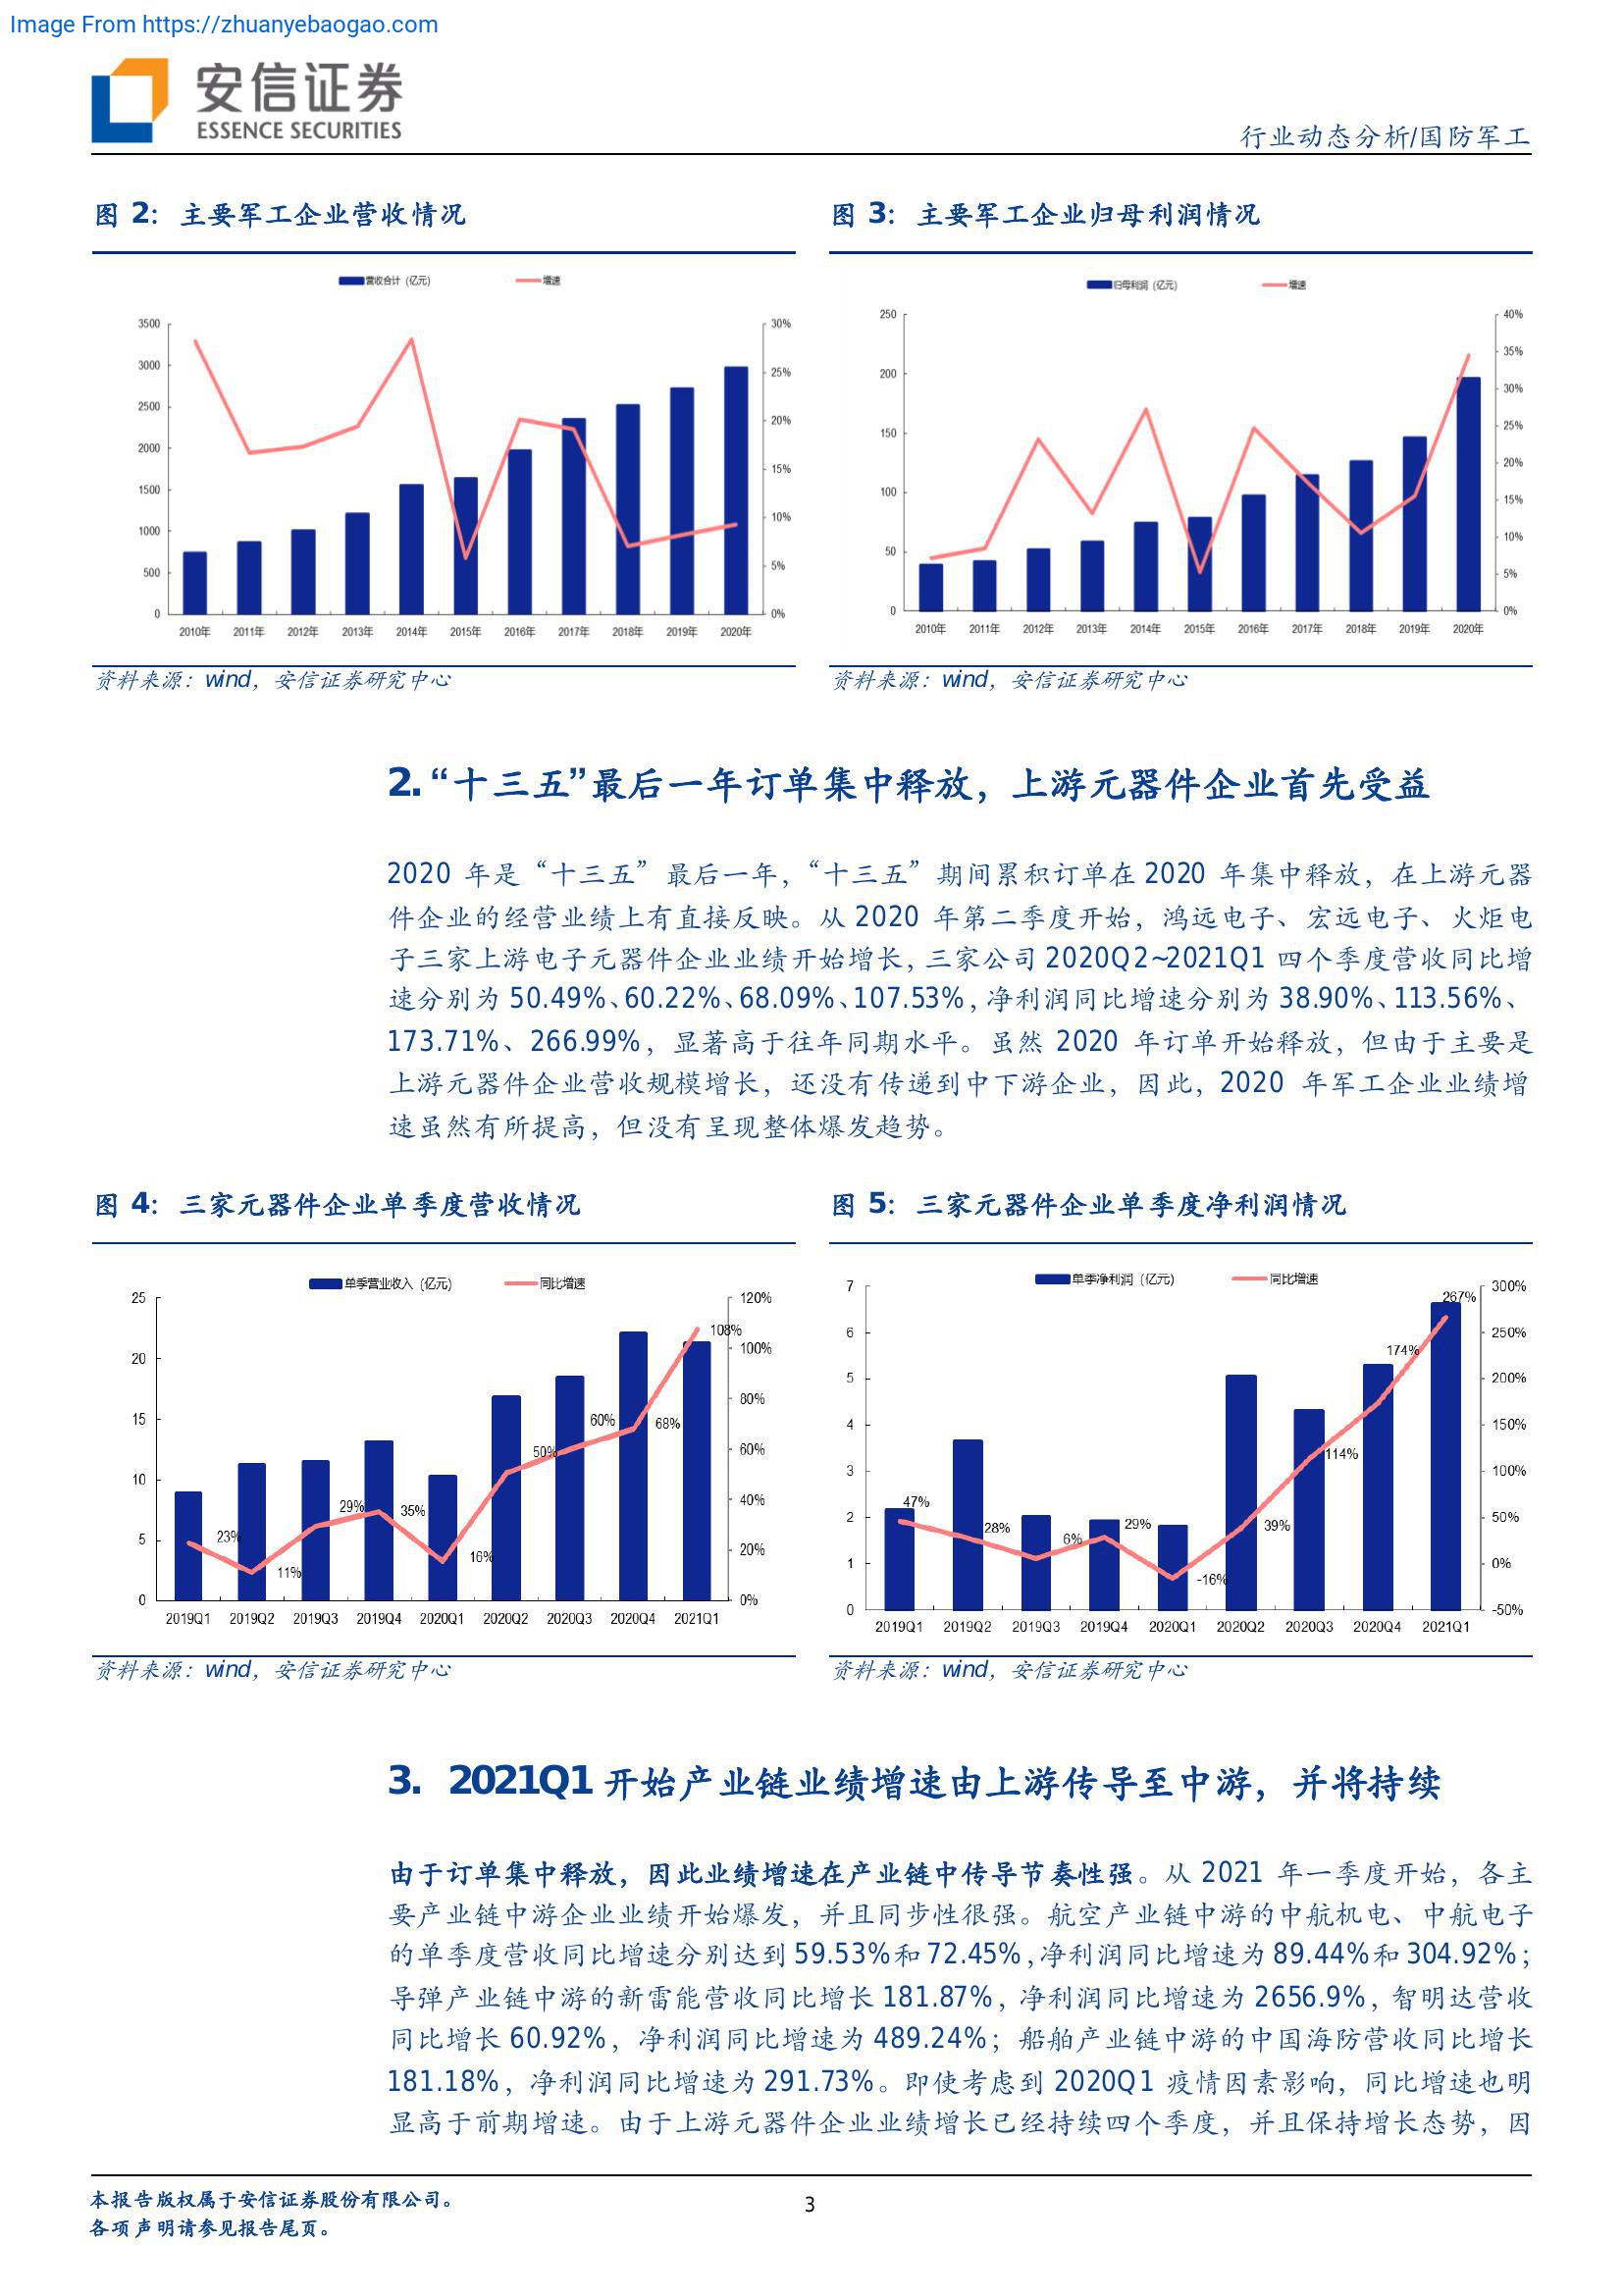 Image From https://zhuanyebaogao.com
安信证券
ESSENCE SECURITIES
行业动态分析/国防军工
图 2：主要军工企业营收情况
营收合计（亿元） 增速
3500
3000
2500
2000
1500
1000
500
0
30%
25%
20%
15%
10%
5%
0%
2010年 2011年 2012年 2013年 2014年 2015年 2016年 2017年 2018年 2019年 2020年
资料来源：wind，安信证券研究中心
图 3：主要军工企业归母利润情况
归母利润（亿元） 增速
250
200
150
100
50
0
40%
35%
30%
25%
20%
15%
10%
5%
0%
2010年 2011年 2012年 2013年 2014年 2015年 2016年 2017年 2018年 2019年 2020年
资料来源：wind，安信证券研究中心
2.“十三五”最后一年订单集中释放，上游元器件企业首先受益
2020 年是“十三五”最后一年，“十三五”期间累积订单在 2020 年集中释放，在上游元器
件企业的经营业绩上有直接反映。从 2020 年第二季度开始，鸿远电子、宏远电子、火炬电
子三家上游电子元器件企业业绩开始增长，三家公司 2020Q2~2021Q1 四个季度营收同比增
速分别为 50.49%、60.22%、68.09%、107.53%，净利润同比增速分别为 38.90%、113.56%、
173.71%、266.99%，显著高于往年同期水平。虽然 2020 年订单开始释放，但由于主要是
上游元器件企业营收规模增长，还没有传递到中下游企业，因此，2020 年军工企业业绩增
速虽然有所提高，但没有呈现整体爆发趋势。
图 4：三家元器件企业单季度营收情况
单季营业收入（亿元） 同比增速
25
20
15
10
5
0
120%
100%
80%
60%
40%
20%
0%
23% 11% 29% 35% 16% 50% 60% 68% 108%
2019Q1 2019Q2 2019Q3 2019Q4 2020Q1 2020Q2 2020Q3 2020Q4 2021Q1
资料来源：wind，安信证券研究中心
图 5：三家元器件企业单季度净利润情况
单季净利润（亿元） 同比增速
7
6
5
4
3
2
1
0
300%
250%
200%
150%
100%
50%
0%
-50%
47% 28% 6% 29% -16% 39% 114% 174% 267%
2019Q1 2019Q2 2019Q3 2019Q4 2020Q1 2020Q2 2020Q3 2020Q4 2021Q1
资料来源：wind，安信证券研究中心
3. 2021Q1 开始产业链业绩增速由上游传导至中游，并将持续
由于订单集中释放，因此业绩增速在产业链中传导节奏性强。从 2021 年一季度开始，各主
要产业链中游企业业绩开始爆发，并且同步性很强。航空产业链中游的中航机电、中航电子
的单季度营收同比增速分别达到 59.53%和 72.45%，净利润同比增速为 89.44%和 304.92%；
导弹产业链中游的新雷能营收同比增长 181.87%，净利润同比增速为 2656.9%，智明达营收
同比增长 60.92%，净利润同比增速为 489.24%；船舶产业链中游的中国海防营收同比增长
181.18%，净利润同比增速为 291.73%。即使考虑到 2020Q1 疫情因素影响，同比增速也明
显高于前期增速。由于上游元器件企业业绩增长已经持续四个季度，并且保持增长态势，因
本报告版权属于安信证券股份有限公司。
各项声明请参见报告尾页。
3